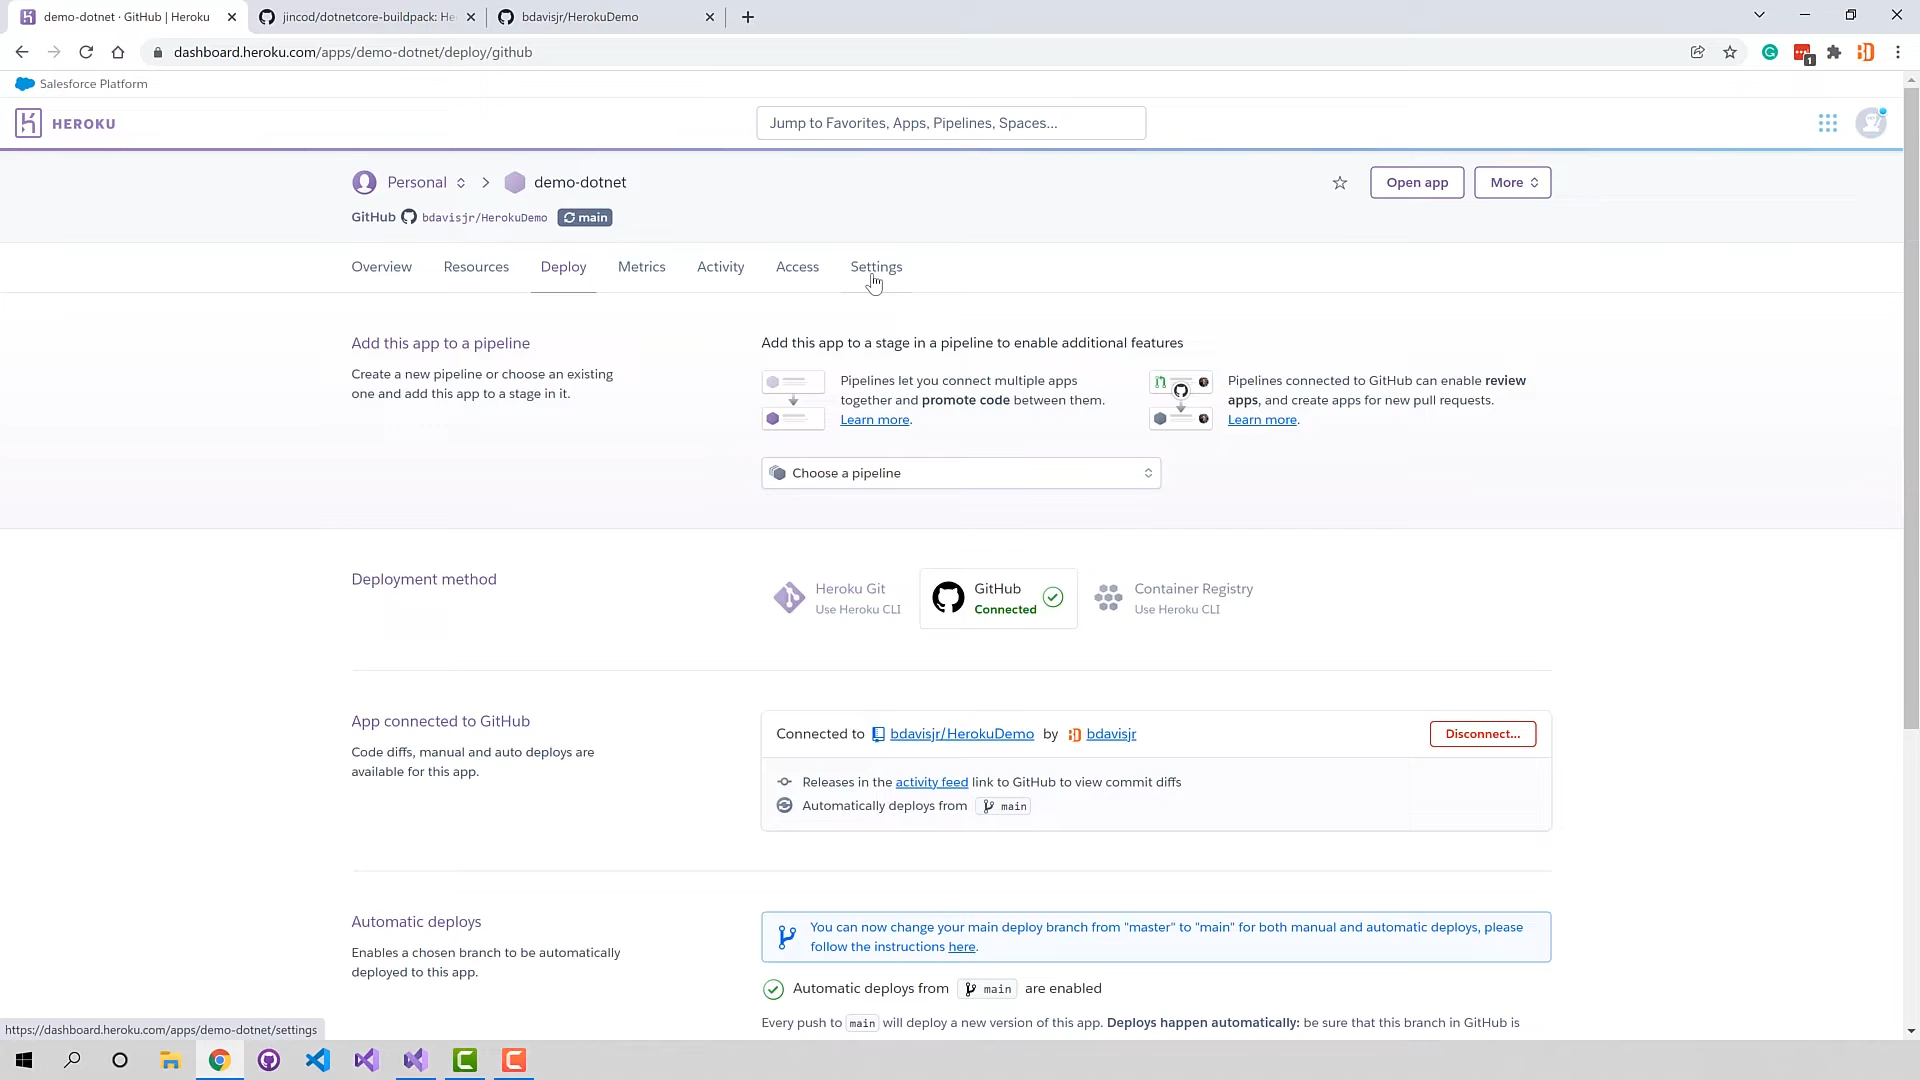 demo-dotnet · GitHub | Heroku
jincod/dotnetcore-buildpack: He
bdavisjr/HerokuDemo
dashboard.heroku.com/apps/demo-dotnet/deploy/github
1
Salesforce Platform
HEROKU
Jump to Favorites, Apps, Pipelines, Spaces...
Personal
demo-dotnet
Open app
More
GitHub bdavisjr/HerokuDemo main
Overview
Resources
Deploy
Metrics
Activity
Access
Settings
Add this app to a pipeline
Create a new pipeline or choose an existing
one and add this app to a stage in it.
Add this app to a stage in a pipeline to enable additional features
Pipelines let you connect multiple apps
together and promote code between them.
Learn more.
Pipelines connected to GitHub can enable review
apps, and create apps for new pull requests.
Learn more.
Choose a pipeline
Deployment method
Heroku Git
Use Heroku CLI
GitHub
Connected
Container Registry
Use Heroku CLI
App connected to GitHub
Code diffs, manual and auto deploys are
available for this app.
Connected to bdavisjr/HerokuDemo by bdavisjr
Disconnect...
Releases in the activity feed link to GitHub to view commit diffs
Automatically deploys from main
Automatic deploys
Enables a chosen branch to be automatically
deployed to this app.
You can now change your main deploy branch from "master" to "main" for both manual and automatic deploys, please
follow the instructions here.
Automatic deploys from main are enabled
Every push to main will deploy a new version of this app. Deploys happen automatically: be sure that this branch in GitHub is
https://dashboard.heroku.com/apps/demo-dotnet/settings